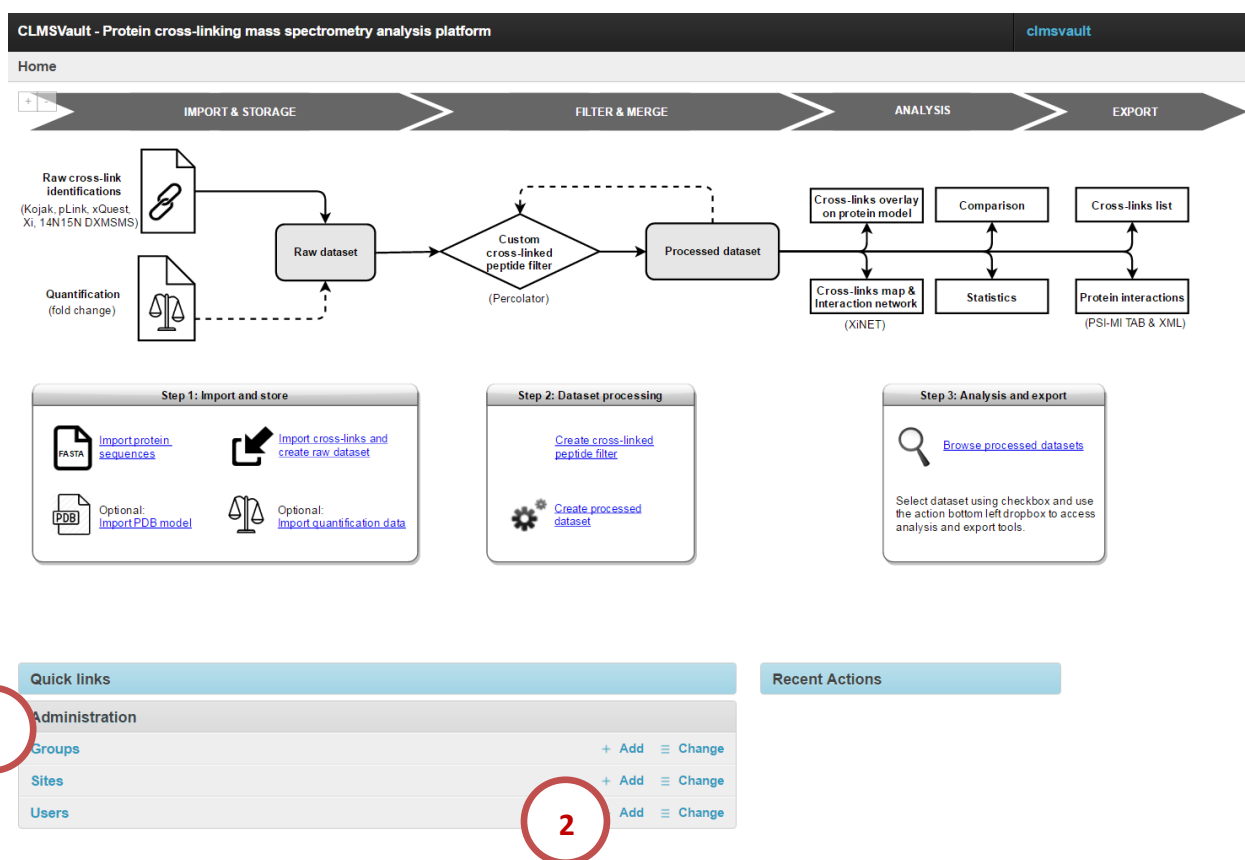 CLMSVault - Protein cross-linking mass spectrometry analysis platform
clmsvault
Home
+ -
IMPORT & STORAGE
FILTER & MERGE
ANALYSIS
EXPORT
Raw cross-link
identifications
(Kojak, pLink, xQuest,
Xi, 14N15N DXMSMS)
Quantification
(fold change)
Raw dataset
Custom
cross-linked
peptide filter
(Percolator)
Processed dataset
Cross-links overlay
on protein model
Comparison
Cross-links list
Cross-links map &
Interaction network
(XiNET)
Statistics
Protein interactions
(PSI-MI TAB & XML)
Step 1: Import and store
FASTA
Import protein
sequences
Import cross-links and
create raw dataset
PDB
Optional:
Import PDB model
Optional:
Import quantification data
Step 2: Dataset processing
Create cross-linked
peptide filter
Create processed
dataset
Step 3: Analysis and export
Browse processed datasets
Select dataset using checkbox and use
the action bottom left dropbox to access
analysis and export tools.
Quick links
Recent Actions
Administration
Groups + Add Change
Sites + Add Change
Users 2 Add Change